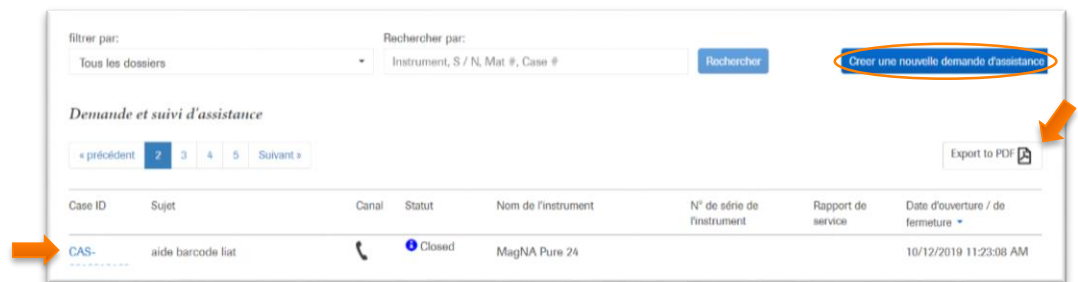 filtrer par:
Rechercher par:
Tous les dossiers
Instrument, S / N, Mat #, Case #
Rechercher
Creer une nouvelle demande d'assistance
Demande et suivi d'assistance
« précédent 2 3 4 5 Suivant »
Export to PDF
Case ID Sujet Canal Statut Nom de l'instrument N° de série de l'instrument Rapport de service Date d'ouverture / de fermeture
CAS- aide barcode liat Closed MagNA Pure 24 10/12/2019 11:23:08 AM